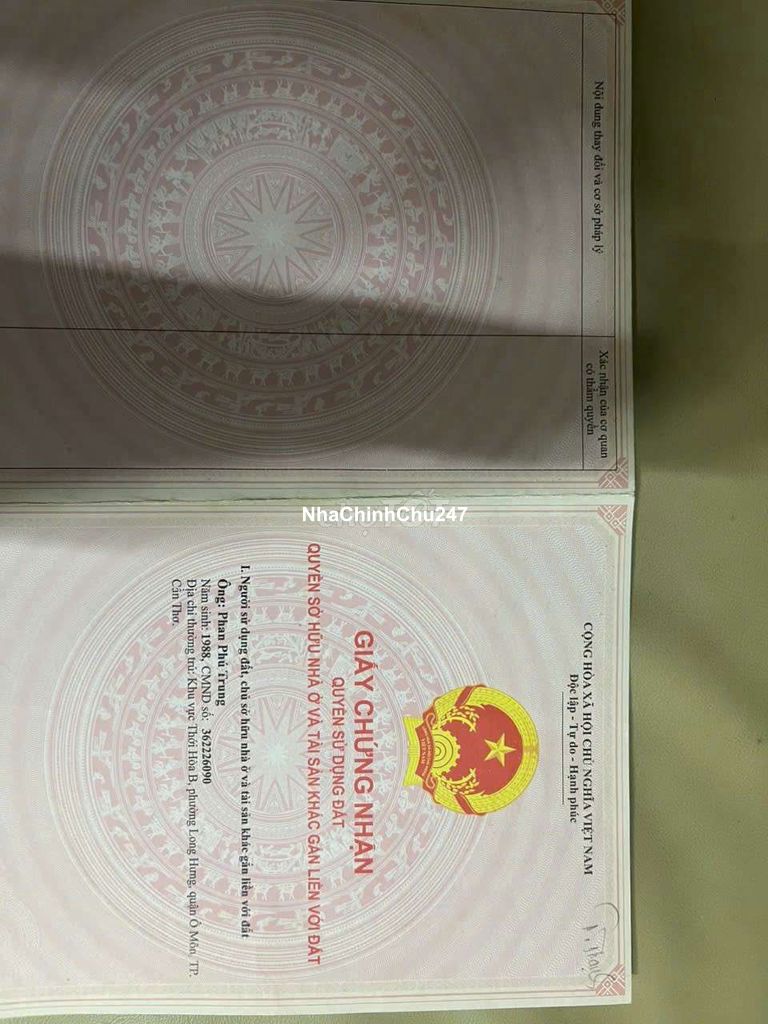 Nội dung thay đổi và cơ sở pháp lý
Xác nhận của cơ quan
có thẩm quyền
NhaChinhChu247
CỘNG HÒA XÃ HỘI CHỦ NGHĨA VIỆT NAM
Độc lập - Tự do - Hạnh phúc
VIỆT NAM
GIẤY CHỨNG NHẬN
QUYỀN SỬ DỤNG ĐẤT
QUYỀN SỞ HỮU NHÀ Ở VÀ TÀI SẢN KHÁC GẮN LIỀN VỚI ĐẤT
I. Người sử dụng đất, chủ sở hữu nhà ở và tài sản khác gắn liền với đất
Ông: Phan Phú Trung
Năm sinh: 1988, CMND số: 362226090
Địa chỉ thường trú: Khu vực Thới Hòa B, phường Long Hưng, quận Ô Môn, TP.
Cần Thơ.